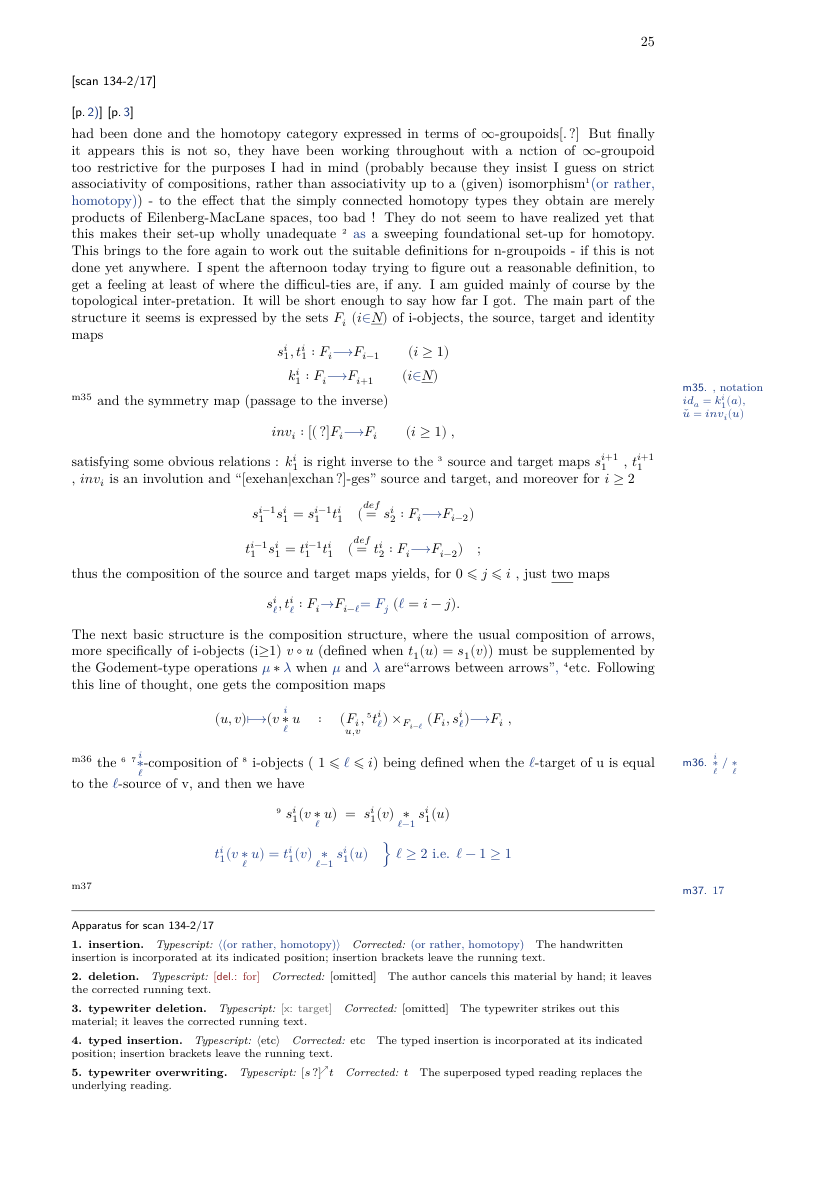 25
[scan 134-2/17]
[p. 2)] [p. 3]
had been done and the homotopy category expressed in terms of ∞-groupoids[. ?] But finally
it appears this is not so, they have been working throughout with a nction of ∞-groupoid
too restrictive for the purposes I had in mind (probably because they insist I guess on strict
associativity of compositions, rather than associativity up to a (given) isomorphism¹(or rather,
homotopy)) - to the effect that the simply connected homotopy types they obtain are merely
products of Eilenberg-MacLane spaces, too bad ! They do not seem to have realized yet that
this makes their set-up wholly unadequate ² as a sweeping foundational set-up for homotopy.
This brings to the fore again to work out the suitable definitions for n-groupoids - if this is not
done yet anywhere. I spent the afternoon today trying to figure out a reasonable definition, to
get a feeling at least of where the difficul-ties are, if any. I am guided mainly of course by the
topological inter-pretation. It will be short enough to say how far I got. The main part of the
structure it seems is expressed by the sets F_i (i∈N) of i-objects, the source, target and identity
maps
s_1^i, t_1^i : F_i⟶F_{i−1} (i ≥ 1)
k_1^i : F_i⟶F_{i+1} (i∈N)
m35. , notation
id_a = k_1^i(a),
ũ = inv_i(u)
m35 and the symmetry map (passage to the inverse)
inv_i : [( ?]F_i⟶F_i (i ≥ 1) ,
satisfying some obvious relations : k_1^i is right inverse to the ³ source and target maps s_1^{i+1} , t_1^{i+1}
, inv_i is an involution and “[exehan|exchan ?]-ges” source and target, and moreover for i ≥ 2
s_1^{i−1}s_1^i = s_1^{i−1}t_1^i (\overset{def}{=} s_2^i : F_i⟶F_{i−2})
t_1^{i−1}s_1^i = t_1^{i−1}t_1^i (\overset{def}{=} t_2^i : F_i⟶F_{i−2}) ;
thus the composition of the source and target maps yields, for 0 ⩽ j ⩽ i , just two maps
s_ℓ^i, t_ℓ^i : F_i→F_{i−ℓ}= F_j (ℓ = i − j).
The next basic structure is the composition structure, where the usual composition of arrows,
more specifically of i-objects (i≥1) v ∘ u (defined when t_1(u) = s_1(v)) must be supplemented by
the Godement-type operations μ ∗ λ when μ and λ are“arrows between arrows”, ⁴etc. Following
this line of thought, one gets the composition maps
(u, v)⟼(v ∗_ℓ^i u : (\underset{u,v}{F_i}, ⁵t_ℓ^i) ×_{F_{i−ℓ}} (F_i, s_ℓ^i)⟶F_i ,
m36 the ⁶ ⁷∗_ℓ^i-composition of ⁸ i-objects ( 1 ⩽ ℓ ⩽ i) being defined when the ℓ-target of u is equal
m36. ∗_ℓ^i / ∗_ℓ
to the ℓ-source of v, and then we have
⁹ s_1^i(v ∗_ℓ u) = s_1^i(v) ∗_{ℓ−1} s_1^i(u)
t_1^i(v ∗_ℓ u) = t_1^i(v) ∗_{ℓ−1} s_1^i(u) } ℓ ≥ 2 i.e. ℓ − 1 ≥ 1
m37
m37. 17
Apparatus for scan 134-2/17
1. insertion. Typescript: ⟨(or rather, homotopy)⟩ Corrected: (or rather, homotopy) The handwritten
insertion is incorporated at its indicated position; insertion brackets leave the running text.
2. deletion. Typescript: [del.: for] Corrected: [omitted] The author cancels this material by hand; it leaves
the corrected running text.
3. typewriter deletion. Typescript: [x: target] Corrected: [omitted] The typewriter strikes out this
material; it leaves the corrected running text.
4. typed insertion. Typescript: ⟨etc⟩ Corrected: etc The typed insertion is incorporated at its indicated
position; insertion brackets leave the running text.
5. typewriter overwriting. Typescript: [s ?]↗t Corrected: t The superposed typed reading replaces the
underlying reading.